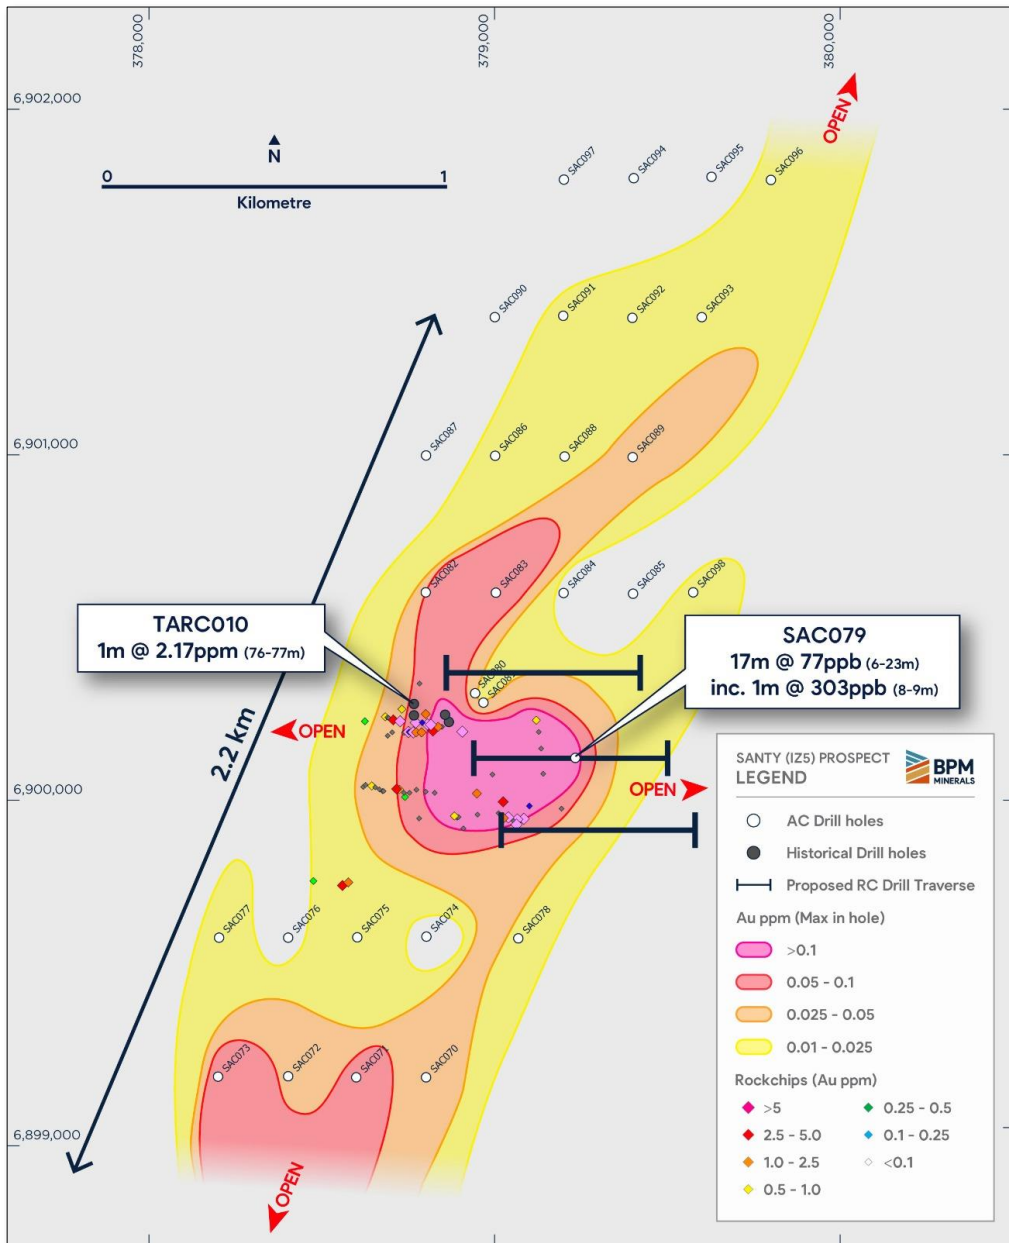 378,000
379,000
380,000
6,902,000
OPEN
N
0 1
Kilometre
SAC097
SAC094
SAC095
SAC096
SAC090
SAC091
SAC092
SAC093
6,901,000
SAC087
SAC086
SAC088
SAC089
SAC082
SAC083
SAC084
SAC085
SAC098
TARC010
1m @ 2.17ppm (76-77m)
SAC079
17m @ 77ppb (6-23m)
inc. 1m @ 303ppb (8-9m)
SAC080
2.2 km
OPEN
6,900,000
OPEN
SANTY (IZ5) PROSPECT
LEGEND
BPM
MINERALS
AC Drill holes
Historical Drill holes
Proposed RC Drill Traverse
Au ppm (Max in hole)
>0.1
0.05 - 0.1
0.025 - 0.05
0.01 - 0.025
Rockchips (Au ppm)
>5
2.5 - 5.0
1.0 - 2.5
0.5 - 1.0
0.25 - 0.5
0.1 - 0.25
<0.1
SAC077
SAC076
SAC075
SAC074
SAC078
SAC073
SAC072
SAC071
SAC070
6,899,000
OPEN